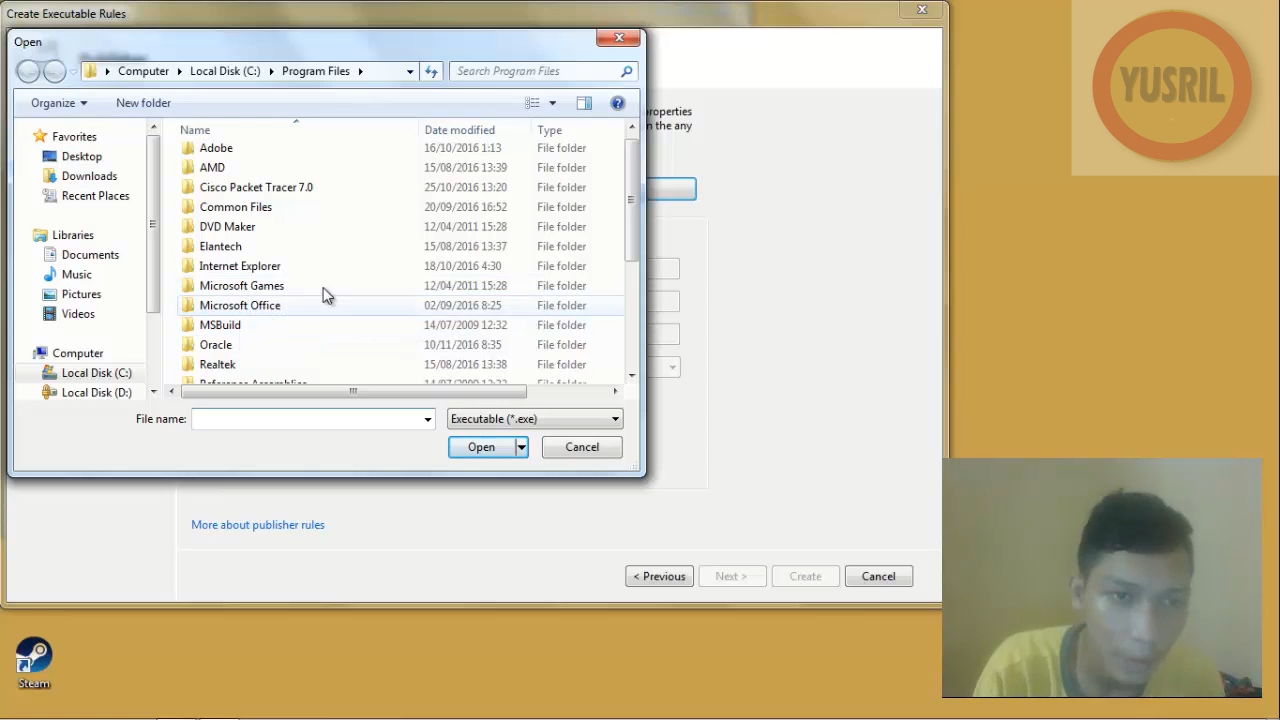 Create Executable Rules
Open
Computer Local Disk (C:) Program Files
Search Program Files
Organize New folder
properties
n the any
Favorites
Desktop
Downloads
Recent Places
Libraries
Documents
Music
Pictures
Videos
Computer
Local Disk (C:)
Local Disk (D:)
Name Date modified Type
Adobe 16/10/2016 1:13 File folder
AMD 15/08/2016 13:39 File folder
Cisco Packet Tracer 7.0 25/10/2016 13:20 File folder
Common Files 20/09/2016 16:52 File folder
DVD Maker 12/04/2011 15:28 File folder
Elantech 15/08/2016 13:37 File folder
Internet Explorer 18/10/2016 4:30 File folder
Microsoft Games 12/04/2011 15:28 File folder
Microsoft Office 02/09/2016 8:25 File folder
MSBuild 14/07/2009 12:32 File folder
Oracle 10/11/2016 8:35 File folder
Realtek 15/08/2016 13:38 File folder
Reference Assemblies 14/07/2009 12:32 File folder
File name: Executable (*.exe)
Open Cancel
More about publisher rules
< Previous Next > Create Cancel
Steam
YUSRIL